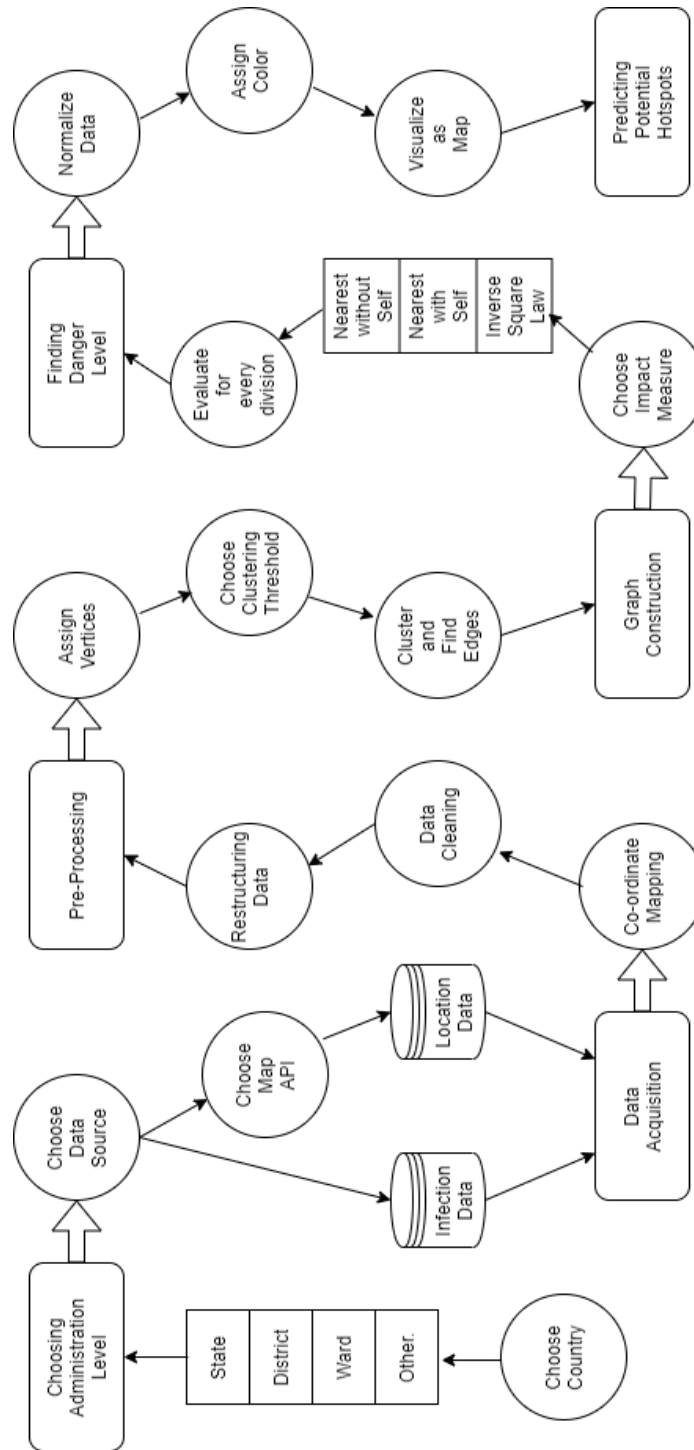 Choose
Country
State
District
Ward
Other.
Choosing
Administration
Level
Choose
Data
Source
Choose
Map
API
Infection
Data
Location
Data
Data
Acquisition
Co-ordinate
Mapping
Data
Cleaning
Restructuring
Data
Pre-Processing
Assign
Vertices
Choose
Clustering
Threshold
Cluster
and
Find
Edges
Graph
Construction
Choose
Impact
Measure
Nearest
without
Self
Nearest
with
Self
Inverse
Square
Law
Evaluate
for
every
division
Finding
Danger
Level
Normalize
Data
Assign
Color
Visualize
as
Map
Predicting
Potential
Hotspots